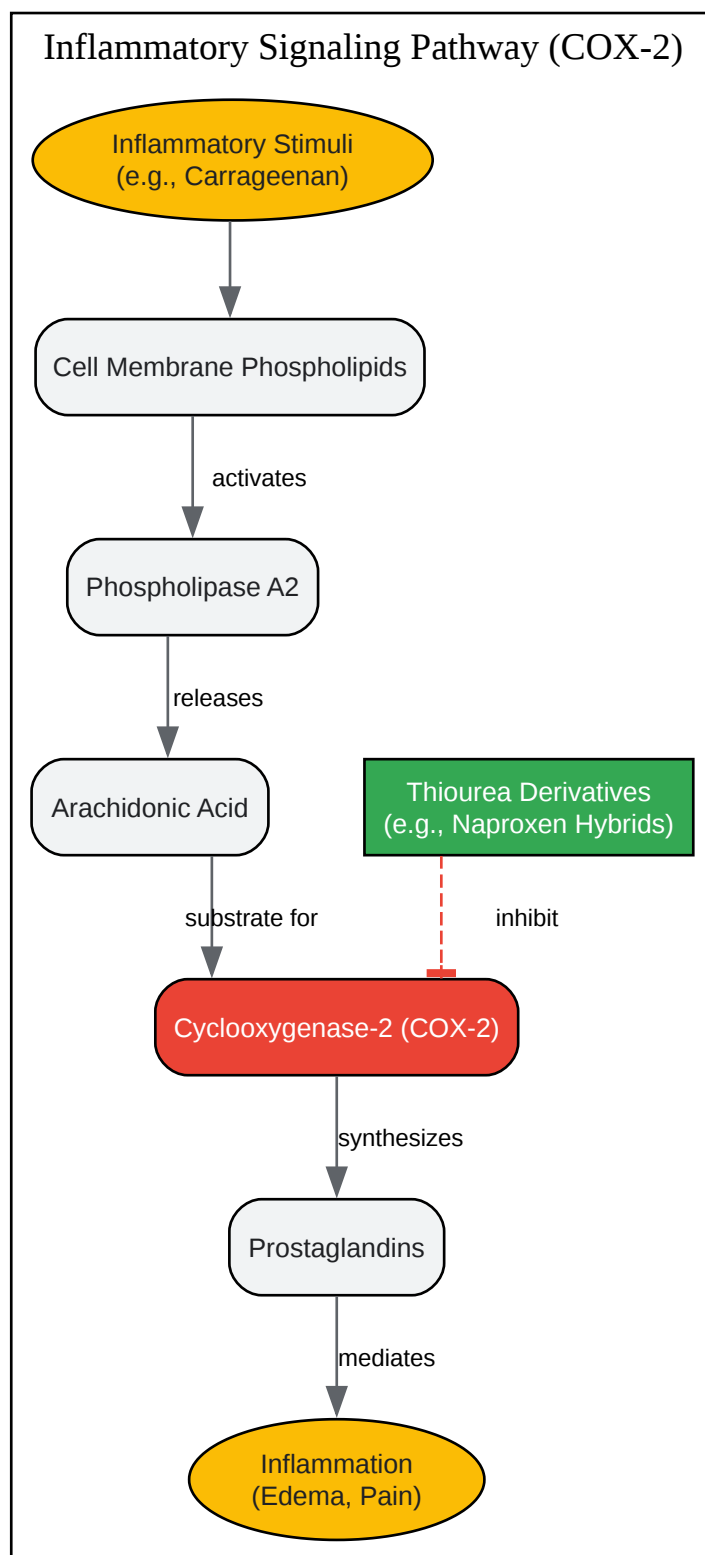 Inflammatory Signaling Pathway (COX-2)
Inflammatory Stimuli
(e.g., Carrageenan)
Cell Membrane Phospholipids
activates
Phospholipase A2
releases
Arachidonic Acid
Thiourea Derivatives
(e.g., Naproxen Hybrids)
substrate for
inhibit
Cyclooxygenase-2 (COX-2)
synthesizes
Prostaglandins
mediates
Inflammation
(Edema, Pain)